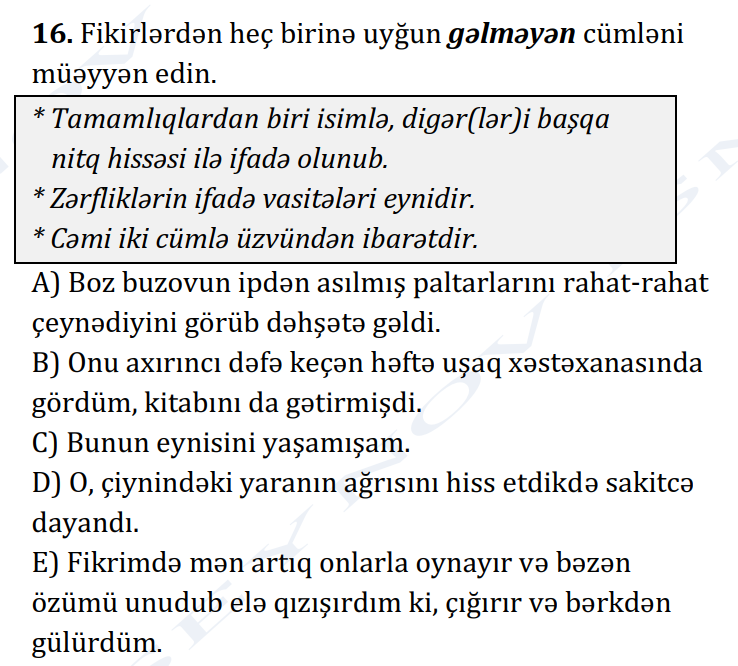 16. Fikirlərdən heç birinə uyğun gəlməyən cümləni
müəyyən edin.
* Tamamlıqlardan biri isimlə, digər(lər)i başqa
nitq hissəsi ilə ifadə olunub.
* Zərfliklərin ifadə vasitələri eynidir.
* Cəmi iki cümlə üzvündən ibarətdir.
A) Boz buzovun ipdən asılmış paltarlarını rahat-rahat
çeynədiyini görüb dəhşətə gəldi.
B) Onu axırıncı dəfə keçən həftə uşaq xəstəxanasında
gördüm, kitabını da gətirmişdi.
C) Bunun eynisini yaşamışam.
D) O, çiynindəki yaranın ağrısını hiss etdikdə sakitcə
dayandı.
E) Fikrimdə mən artıq onlarla oynayır və bəzən
özümü unudub elə qızışırdım ki, çığırır və bərkdən
gülürdüm.